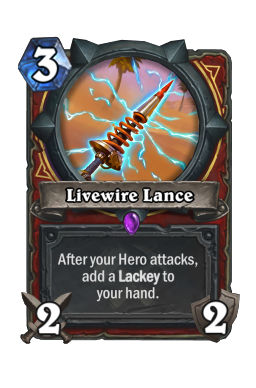 3
Livewire Lance
After your Hero attacks,
add a Lackey to
your hand.
2
2